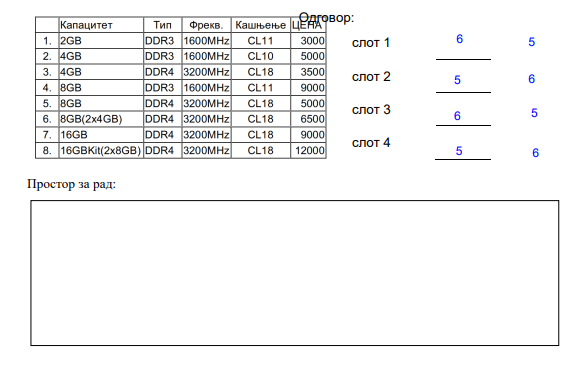 Одговор:
Капацитет Тип Фрекв. Кашњење ЦЕНА
1. 2GB DDR3 1600MHz CL11 3000
2. 4GB DDR3 1600MHz CL10 5000
3. 4GB DDR4 3200MHz CL18 3500
4. 8GB DDR3 1600MHz CL11 9000
5. 8GB DDR4 3200MHz CL18 5000
6. 8GB(2x4GB) DDR4 3200MHz CL18 6500
7. 16GB DDR4 3200MHz CL18 9000
8. 16GBKit(2x8GB) DDR4 3200MHz CL18 12000
слот 1 6 5
слот 2 5 6
слот 3 6 5
слот 4 5 6
Простор за рад: